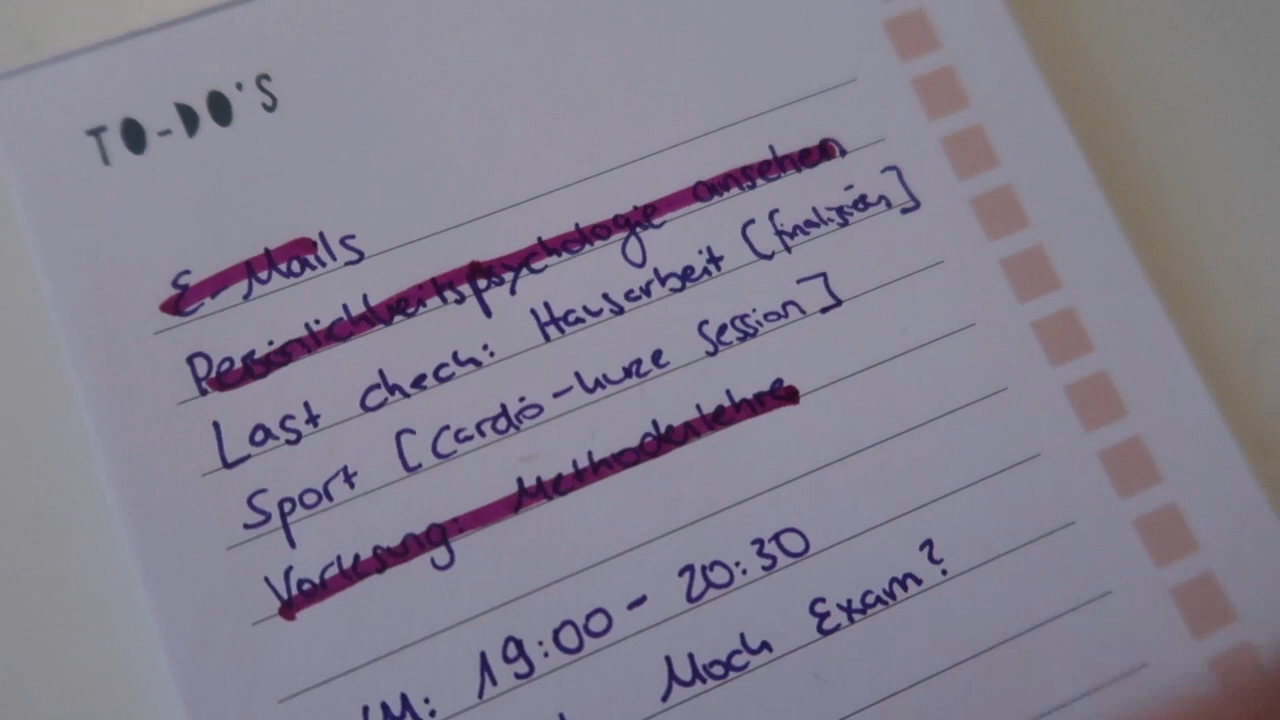 TO-DO'S
E-Mails
Persönlichkeitspsychologie ansehen
Last check: Hausarbeit [finalisieren]
Sport [Cardio-kurze Session]
Vorlesung: Methodenlehre
19:00 - 20:30
Mock Exam?